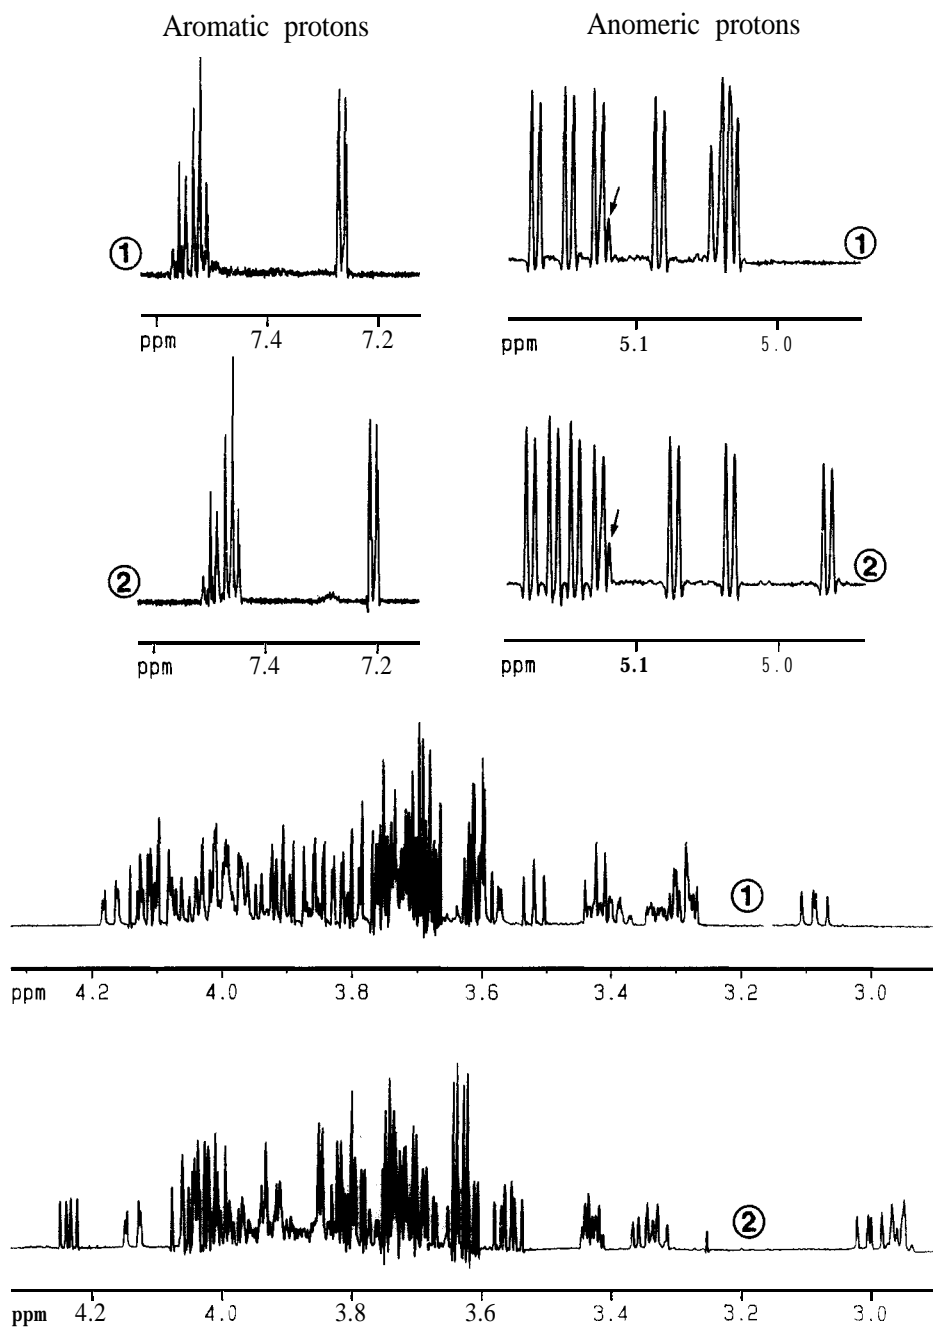 Aromatic protons Anomeric protons
① ①
ppm 7.4 7.2 ppm 5.1 5.0
② ②
ppm 7.4 7.2 ppm 5.1 5.0
①
ppm 4.2 4.0 3.8 3.6 3.4 3.2 3.0
②
ppm 4.2 4.0 3.8 3.6 3.4 3.2 3.0